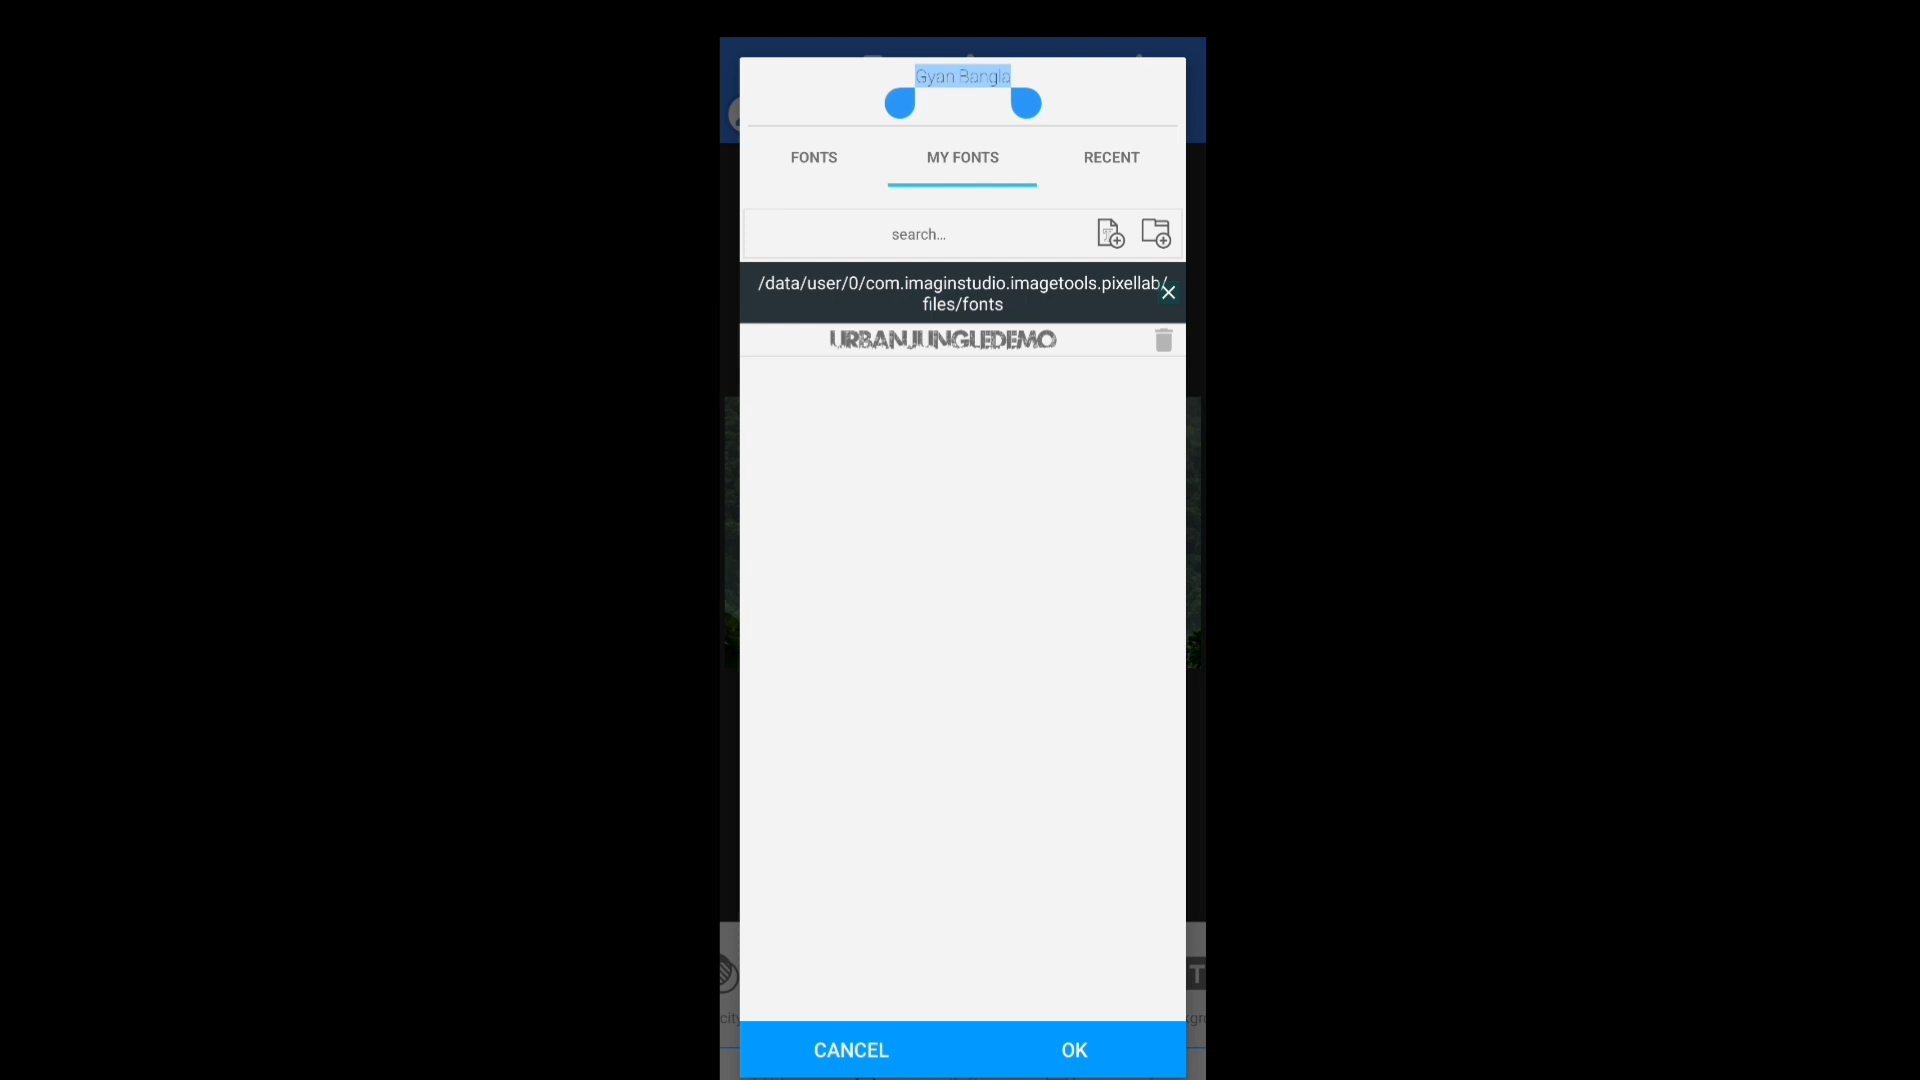 Gyan Bangla
FONTS
MY FONTS
RECENT
search...
/data/user/0/com.imaginstudio.imagetools.pixellab/
files/fonts
URBANJUNGLEDEMO
CANCEL
OK